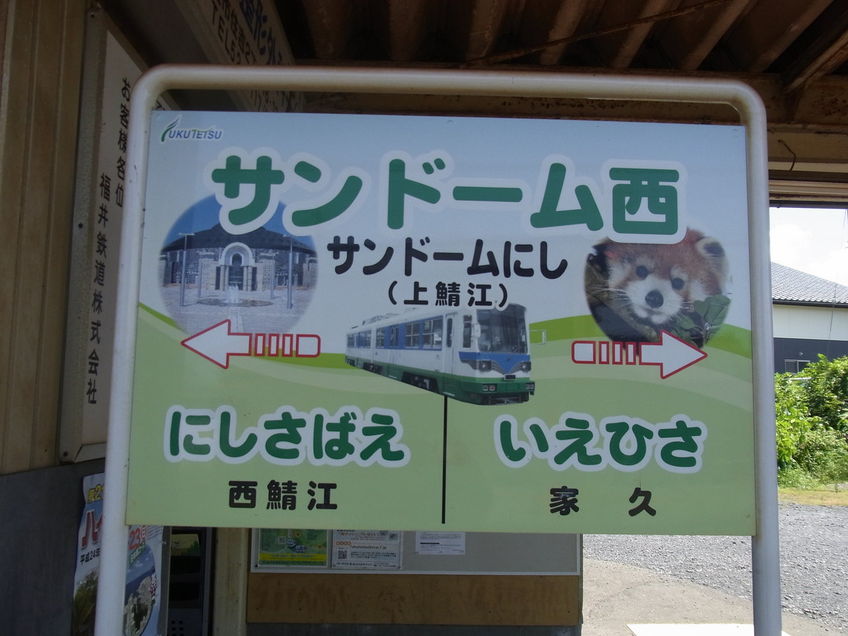 FUKUTETSU
サンドーム西
サンドームにし
(上鯖江)
にしさばえ
西鯖江
いえひさ
家久
お客様各位
福井鉄道株式会社